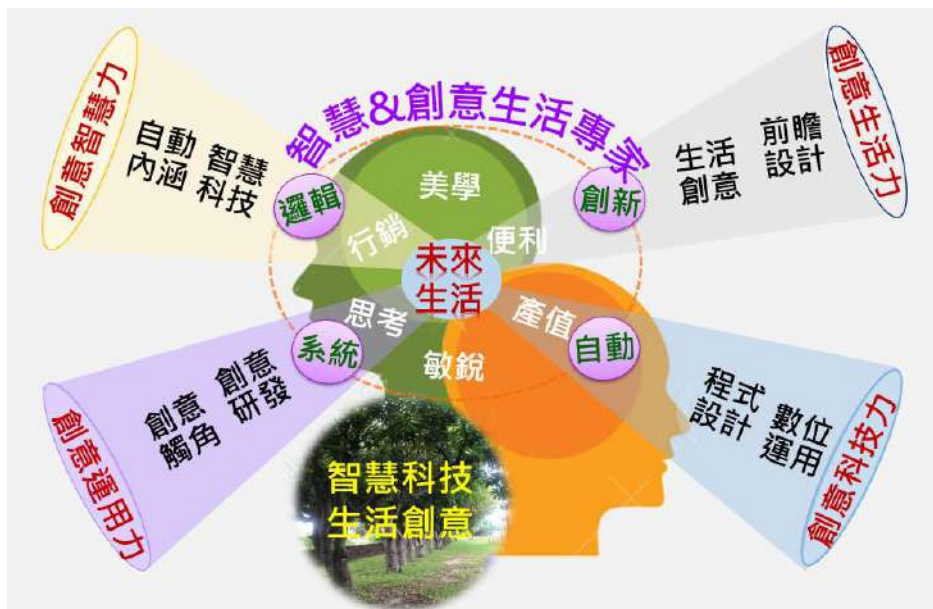 智慧&創意生活專家
創意智慧力
自動
內涵
智慧
科技
邏輯
行銷
美學
便利
創新
生活
創意
前瞻
設計
創意生活力
未來
生活
思考
系統
敏銳
產值
自動
創意
觸角
創意
研發
創意運用力
程式
設計
數位
運用
創意科技力
智慧科技
生活創意